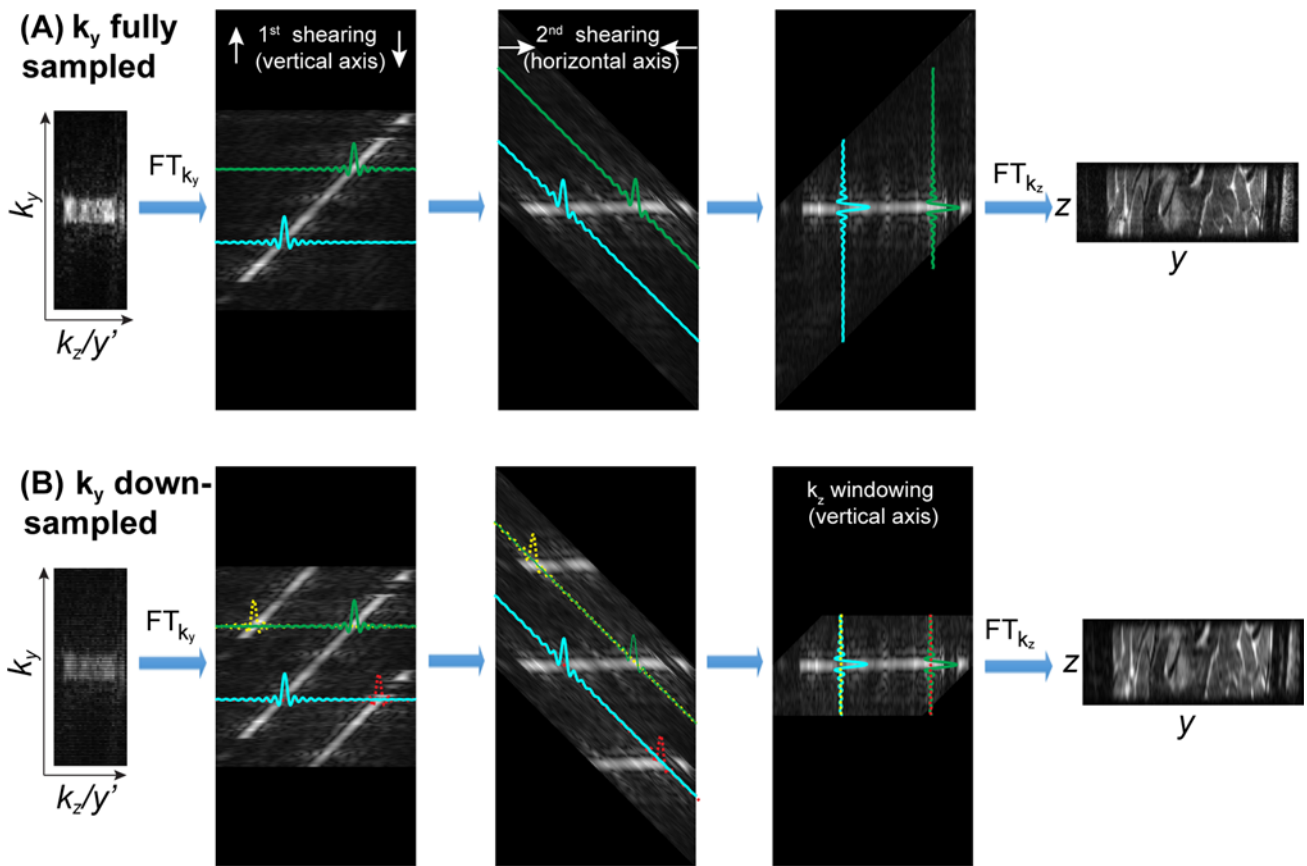 (A) ky fully
sampled
ky
kz/y'
FTky
1st shearing
(vertical axis)
2nd shearing
(horizontal axis)
FTkz
z
y
(B) ky down-
sampled
ky
kz/y'
FTky
kz windowing
(vertical axis)
FTkz
z
y